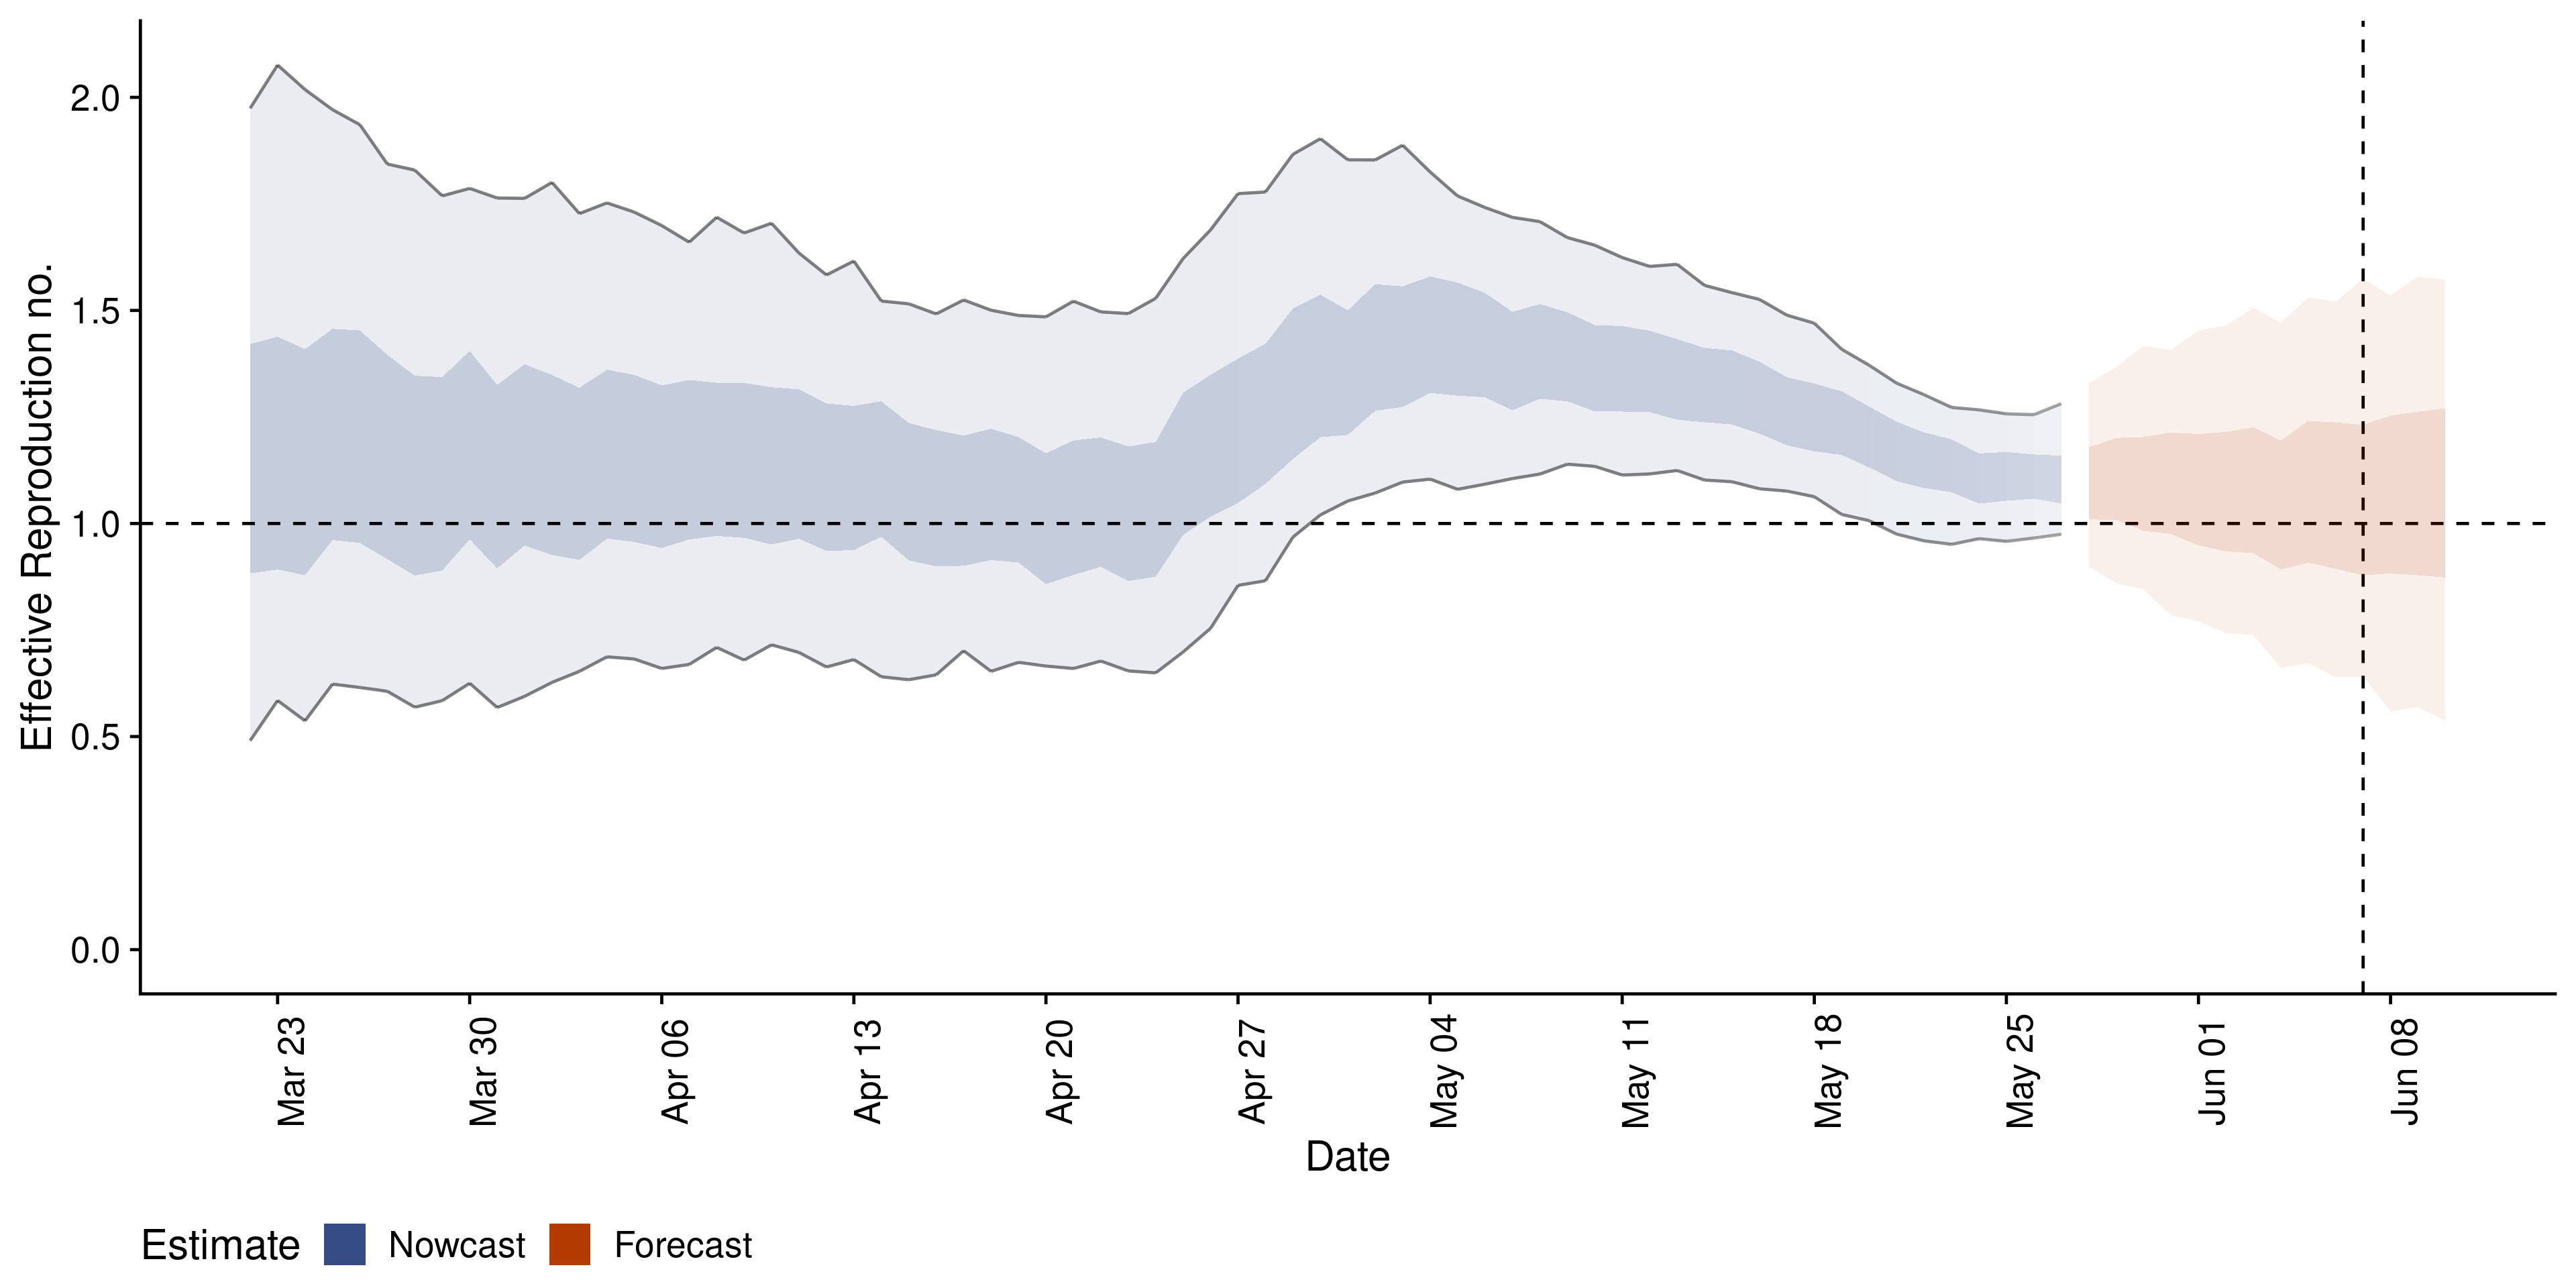 Effective Reproduction no.
2.0
1.5
1.0
0.5
0.0
Mar 23
Mar 30
Apr 06
Apr 13
Apr 20
Apr 27
May 04
May 11
May 18
May 25
Jun 01
Jun 08
Date
Estimate Nowcast Forecast